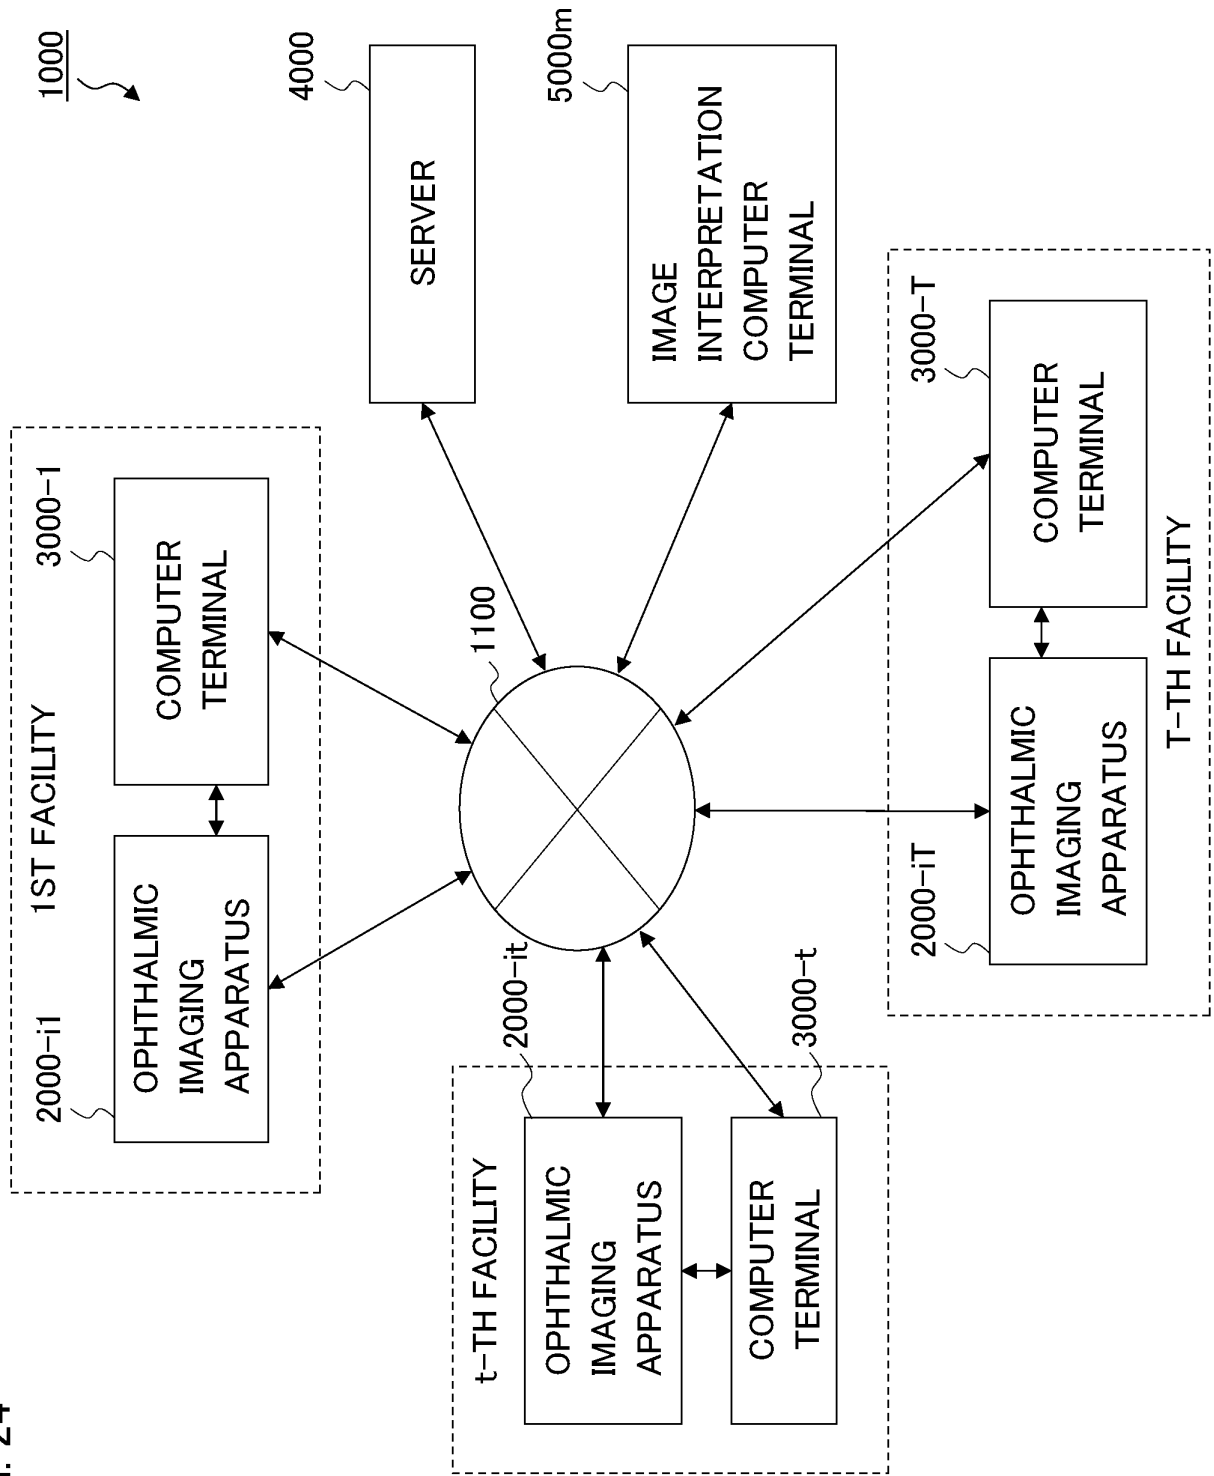 1000
1ST FACILITY
2000-i1
OPHTHALMIC
IMAGING
APPARATUS
3000-1
COMPUTER
TERMINAL
4000
SERVER
t-TH FACILITY
2000-it
OPHTHALMIC
IMAGING
APPARATUS
3000-t
COMPUTER
TERMINAL
1100
5000m
IMAGE
INTERPRETATION
COMPUTER
TERMINAL
2000-iT
OPHTHALMIC
IMAGING
APPARATUS
3000-T
COMPUTER
TERMINAL
T-TH FACILITY